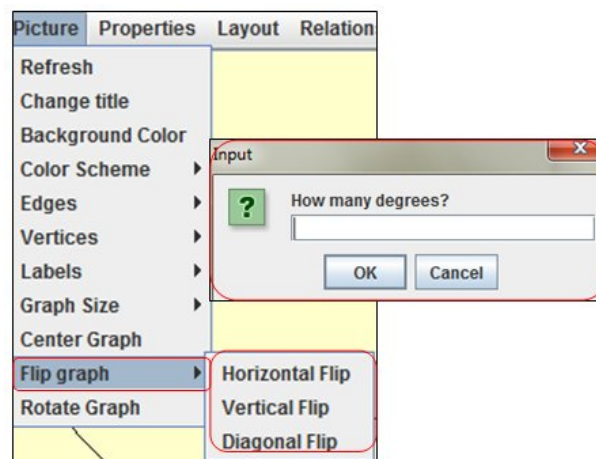 Picture Properties Layout Relation
Refresh
Change title
Background Color
Color Scheme
Edges
Vertices
Labels
Graph Size
Center Graph
Flip graph
Rotate Graph
Input
How many degrees?
OK Cancel
Horizontal Flip
Vertical Flip
Diagonal Flip